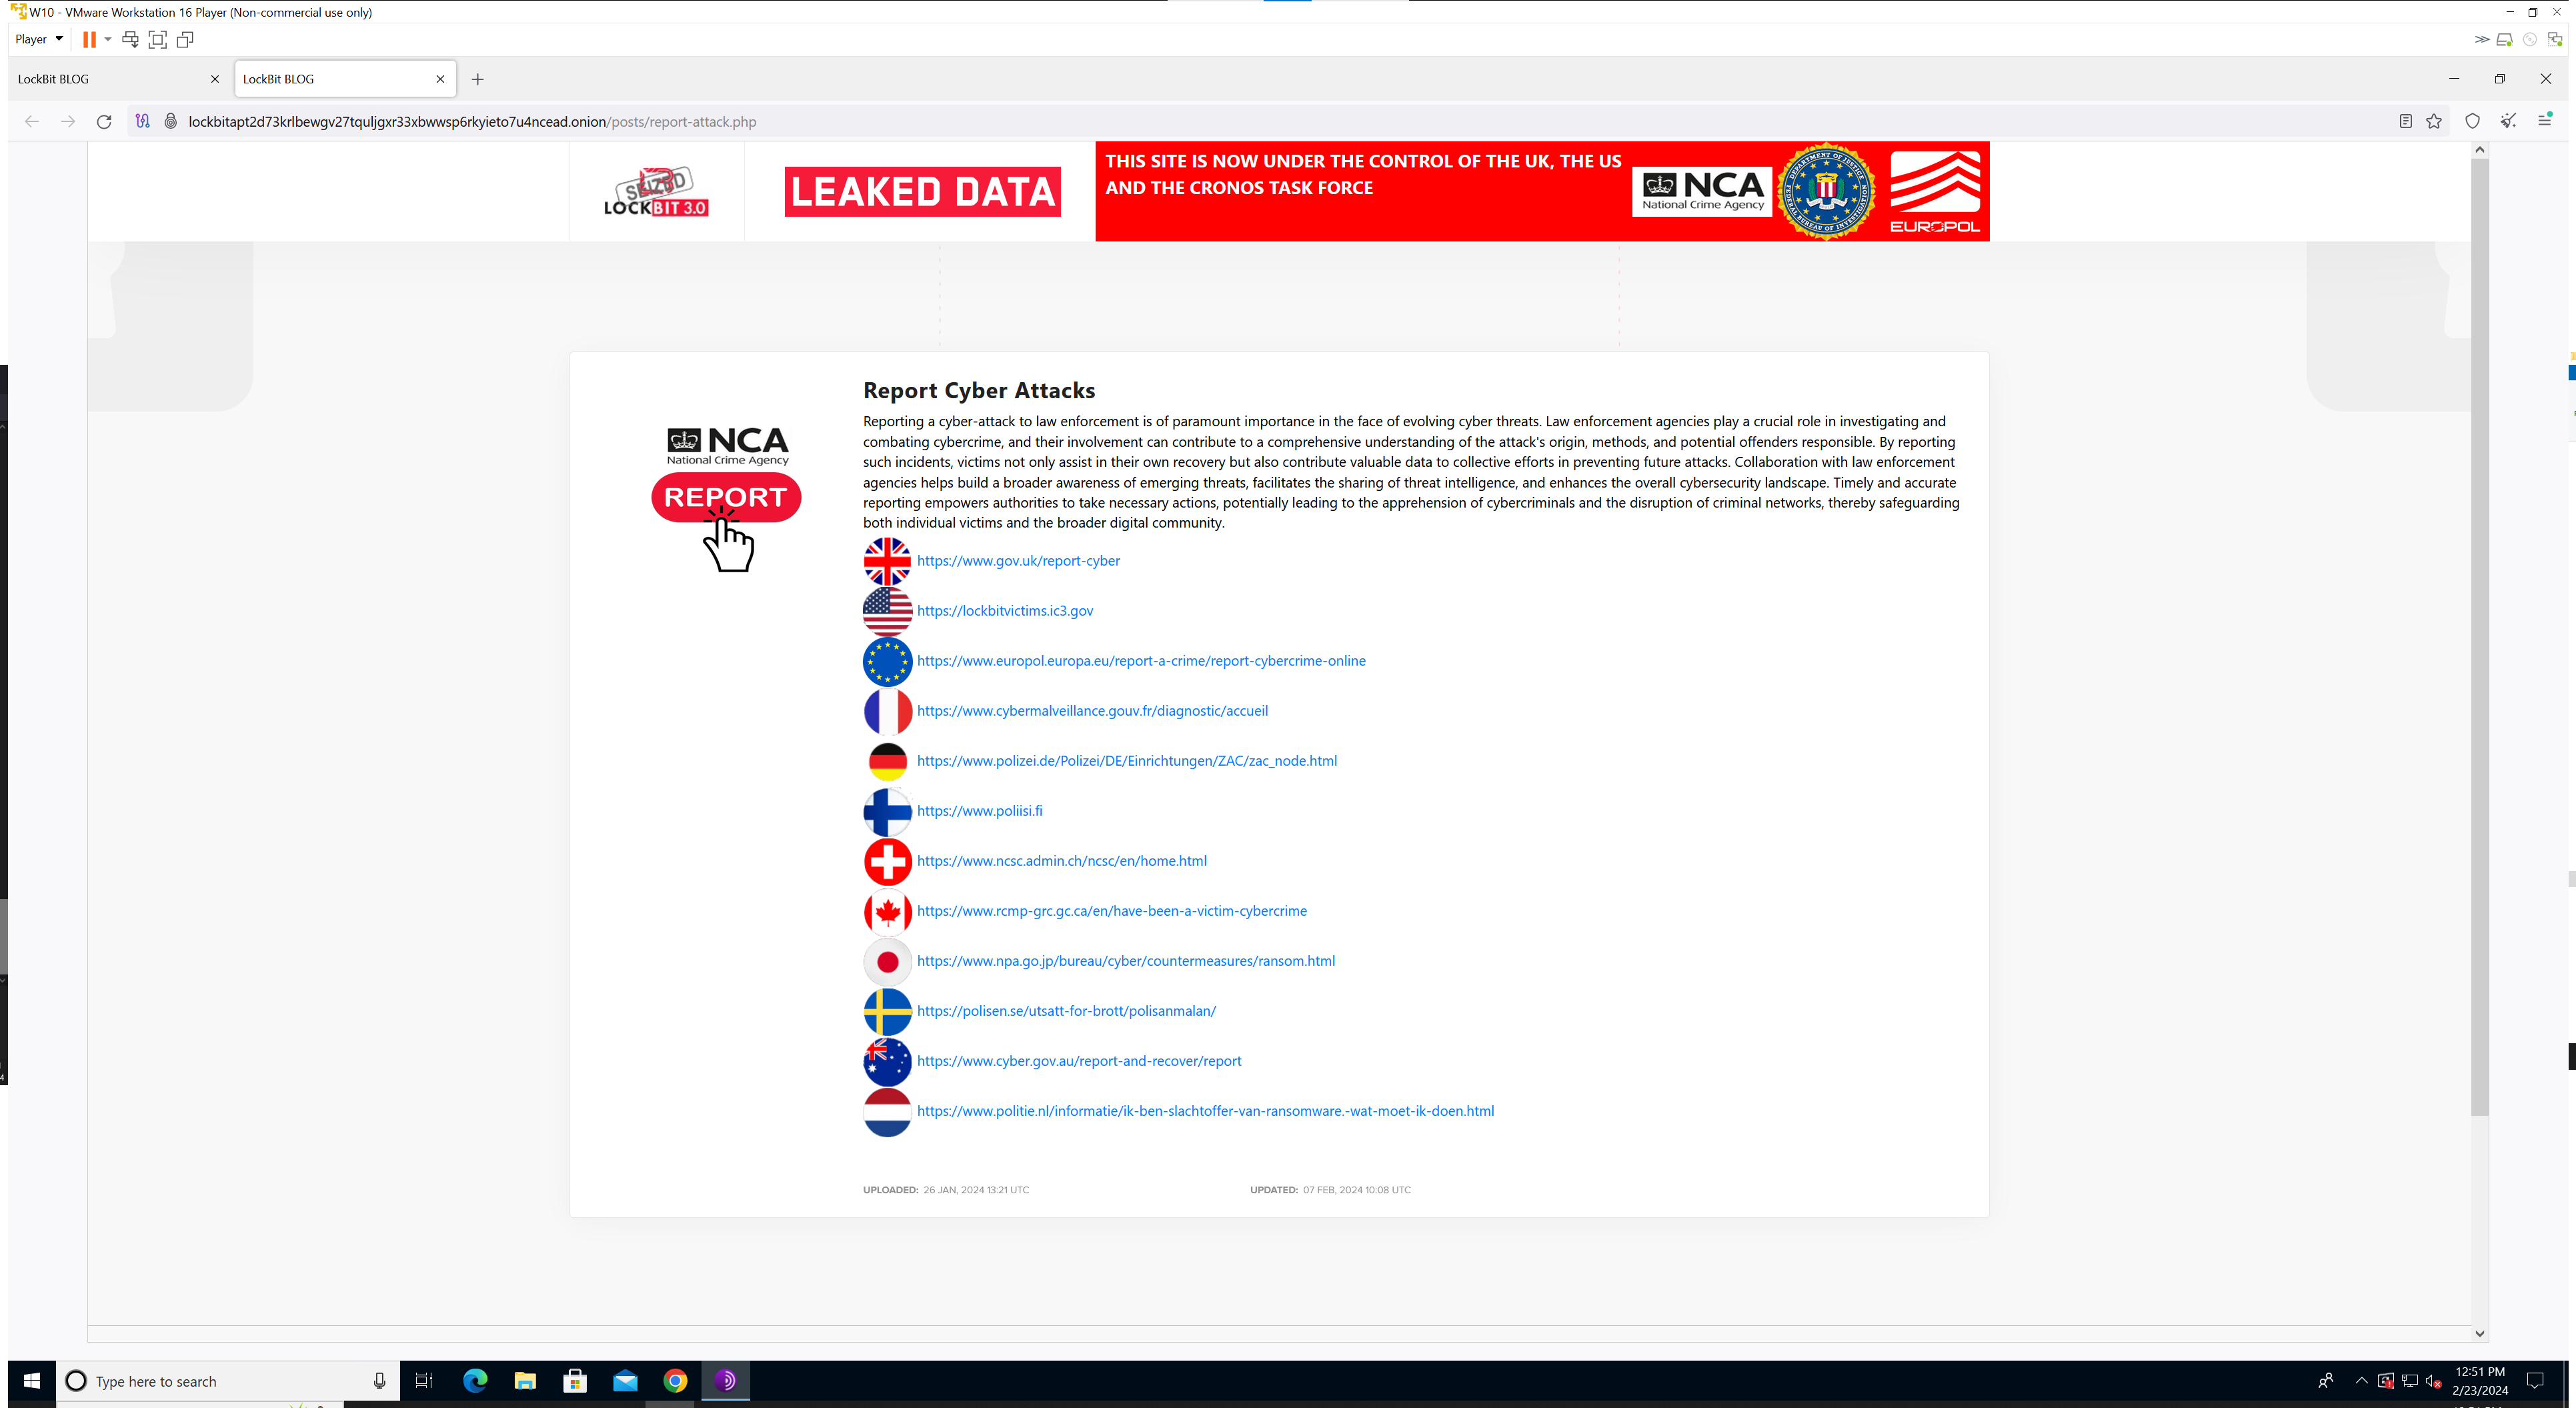 W10 - VMware Workstation 16 Player (Non-commercial use only)
Player
LockBit BLOG
LockBit BLOG
lockbitapt2d73krlbewgv27tquljgxr33xbwwsp6rkyieto7u4ncead.onion/posts/report-attack.php
SEIZED
LOCKBIT 3.0
LEAKED DATA
THIS SITE IS NOW UNDER THE CONTROL OF THE UK, THE US
AND THE CRONOS TASK FORCE
NCA
National Crime Agency
DEPARTMENT OF JUSTICE
FEDERAL BUREAU OF INVESTIGATION
EUROPOL
Report Cyber Attacks
Reporting a cyber-attack to law enforcement is of paramount importance in the face of evolving cyber threats. Law enforcement agencies play a crucial role in investigating and
combating cybercrime, and their involvement can contribute to a comprehensive understanding of the attack's origin, methods, and potential offenders responsible. By reporting
such incidents, victims not only assist in their own recovery but also contribute valuable data to collective efforts in preventing future attacks. Collaboration with law enforcement
agencies helps build a broader awareness of emerging threats, facilitates the sharing of threat intelligence, and enhances the overall cybersecurity landscape. Timely and accurate
reporting empowers authorities to take necessary actions, potentially leading to the apprehension of cybercriminals and the disruption of criminal networks, thereby safeguarding
both individual victims and the broader digital community.
NCA
National Crime Agency
REPORT
https://www.gov.uk/report-cyber
https://lockbitvictims.ic3.gov
https://www.europol.europa.eu/report-a-crime/report-cybercrime-online
https://www.cybermalveillance.gouv.fr/diagnostic/accueil
https://www.polizei.de/Polizei/DE/Einrichtungen/ZAC/zac_node.html
https://www.poliisi.fi
https://www.ncsc.admin.ch/ncsc/en/home.html
https://www.rcmp-grc.gc.ca/en/have-been-a-victim-cybercrime
https://www.npa.go.jp/bureau/cyber/countermeasures/ransom.html
https://polisen.se/utsatt-for-brott/polisanmalan/
https://www.cyber.gov.au/report-and-recover/report
https://www.politie.nl/informatie/ik-ben-slachtoffer-van-ransomware.-wat-moet-ik-doen.html
UPLOADED: 26 JAN, 2024 13:21 UTC
UPDATED: 07 FEB, 2024 10:08 UTC
Type here to search
12:51 PM
2/23/2024